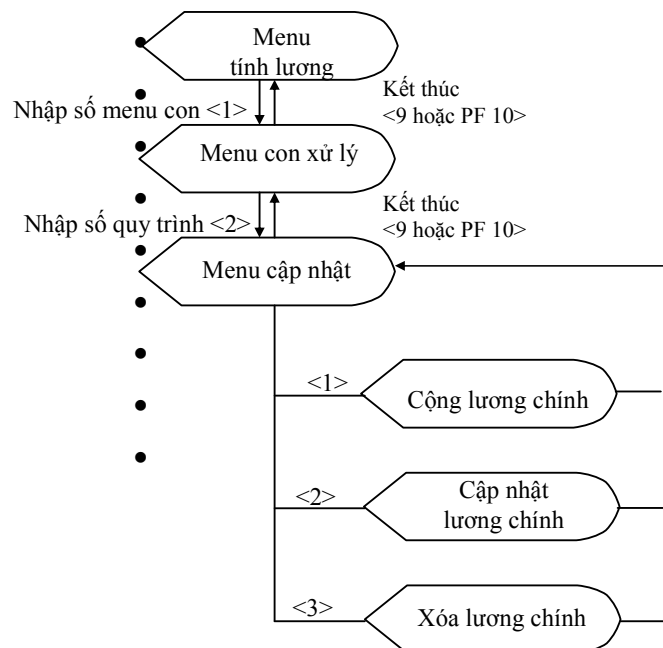 Menu
tính lương
Nhập số menu con <1>
Kết thúc
<9 hoặc PF 10>
Menu con xử lý
Nhập số quy trình <2>
Kết thúc
<9 hoặc PF 10>
Menu cập nhật
<1>
Cộng lương chính
<2>
Cập nhật
lương chính
<3>
Xóa lương chính